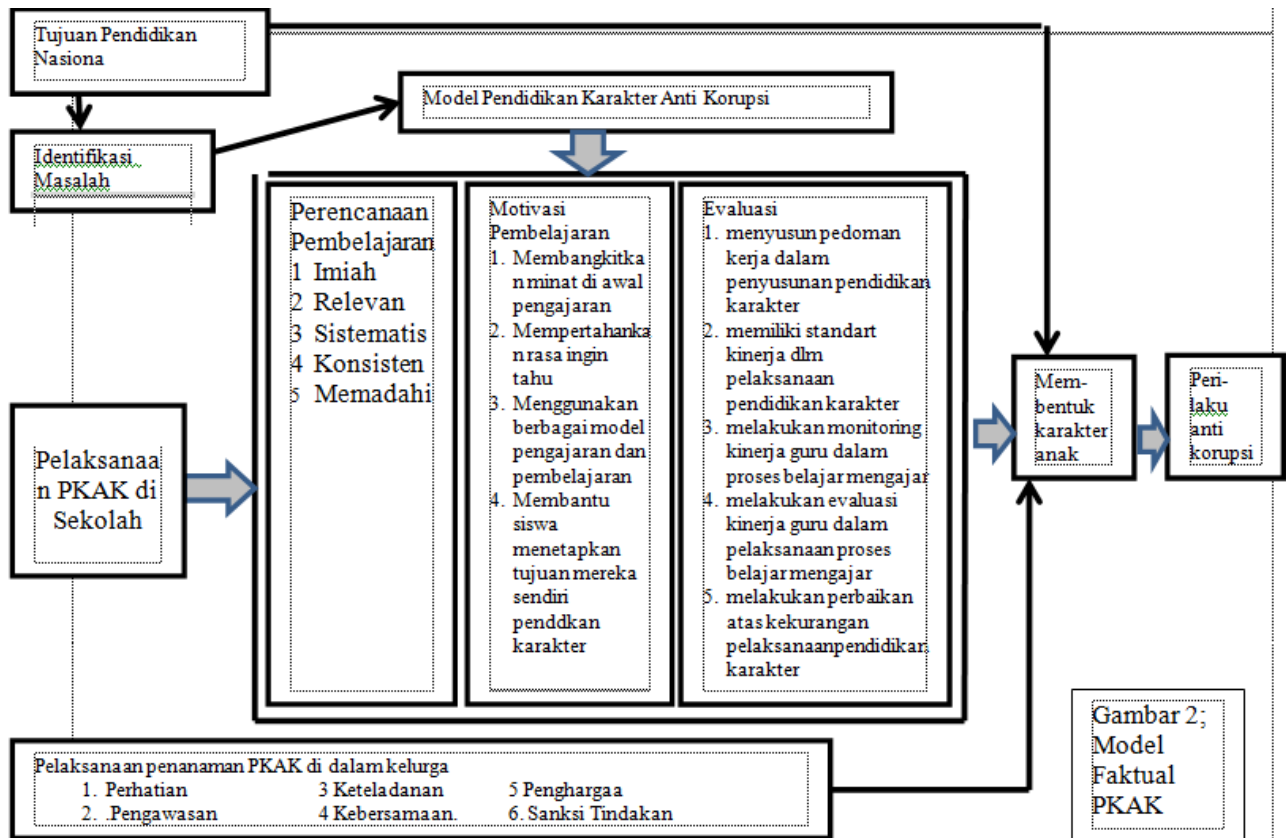 Tujuan Pendidikan
Nasiona
Model Pendidikan Karakter Anti Korupsi
Identifikasi
Masalah
Perencanaan
Pembelajaran
1 Imiah
2 Relevan
3 Sistematis
4 Konsisten
5 Memadahi
Motivasi
Pembelajaran
1. Membangkitka
n minat di awal
pengajaran
2. Mempertahanka
n rasa ingin
tahu
3. Menggunakan
berbagai model
pengajaran dan
pembelajaran
4. Membantu
siswa
menetapkan
tujuan mereka
sendiri
penddkan
karakter
Evaluasi
1. menyusun pedoman
kerja dalam
penyusunan pendidikan
karakter
2. memiliki standart
kinerja dlm
pelaksanaan
pendidikan karakter
3. melakukan monitoring
kinerja guru dalam
proses belajar mengajar
4. melakukan evaluasi
kinerja guru dalam
pelaksanaan proses
belajar mengajar
5. melakukan perbaikan
atas kekurangan
pelaksanaanpendidikan
karakter
Pelaksanaa
n PKAK di
Sekolah
Mem-
bentuk
karakter
anak
Peri-
laku
anti
korupsi
Pelaksanaan penanaman PKAK di dalam kelurga
1. Perhatian 3 Keteladanan 5 Penghargaa
2. .Pengawasan 4 Kebersamaan. 6. Sanksi Tindakan
Gambar 2;
Model
Faktual
PKAK